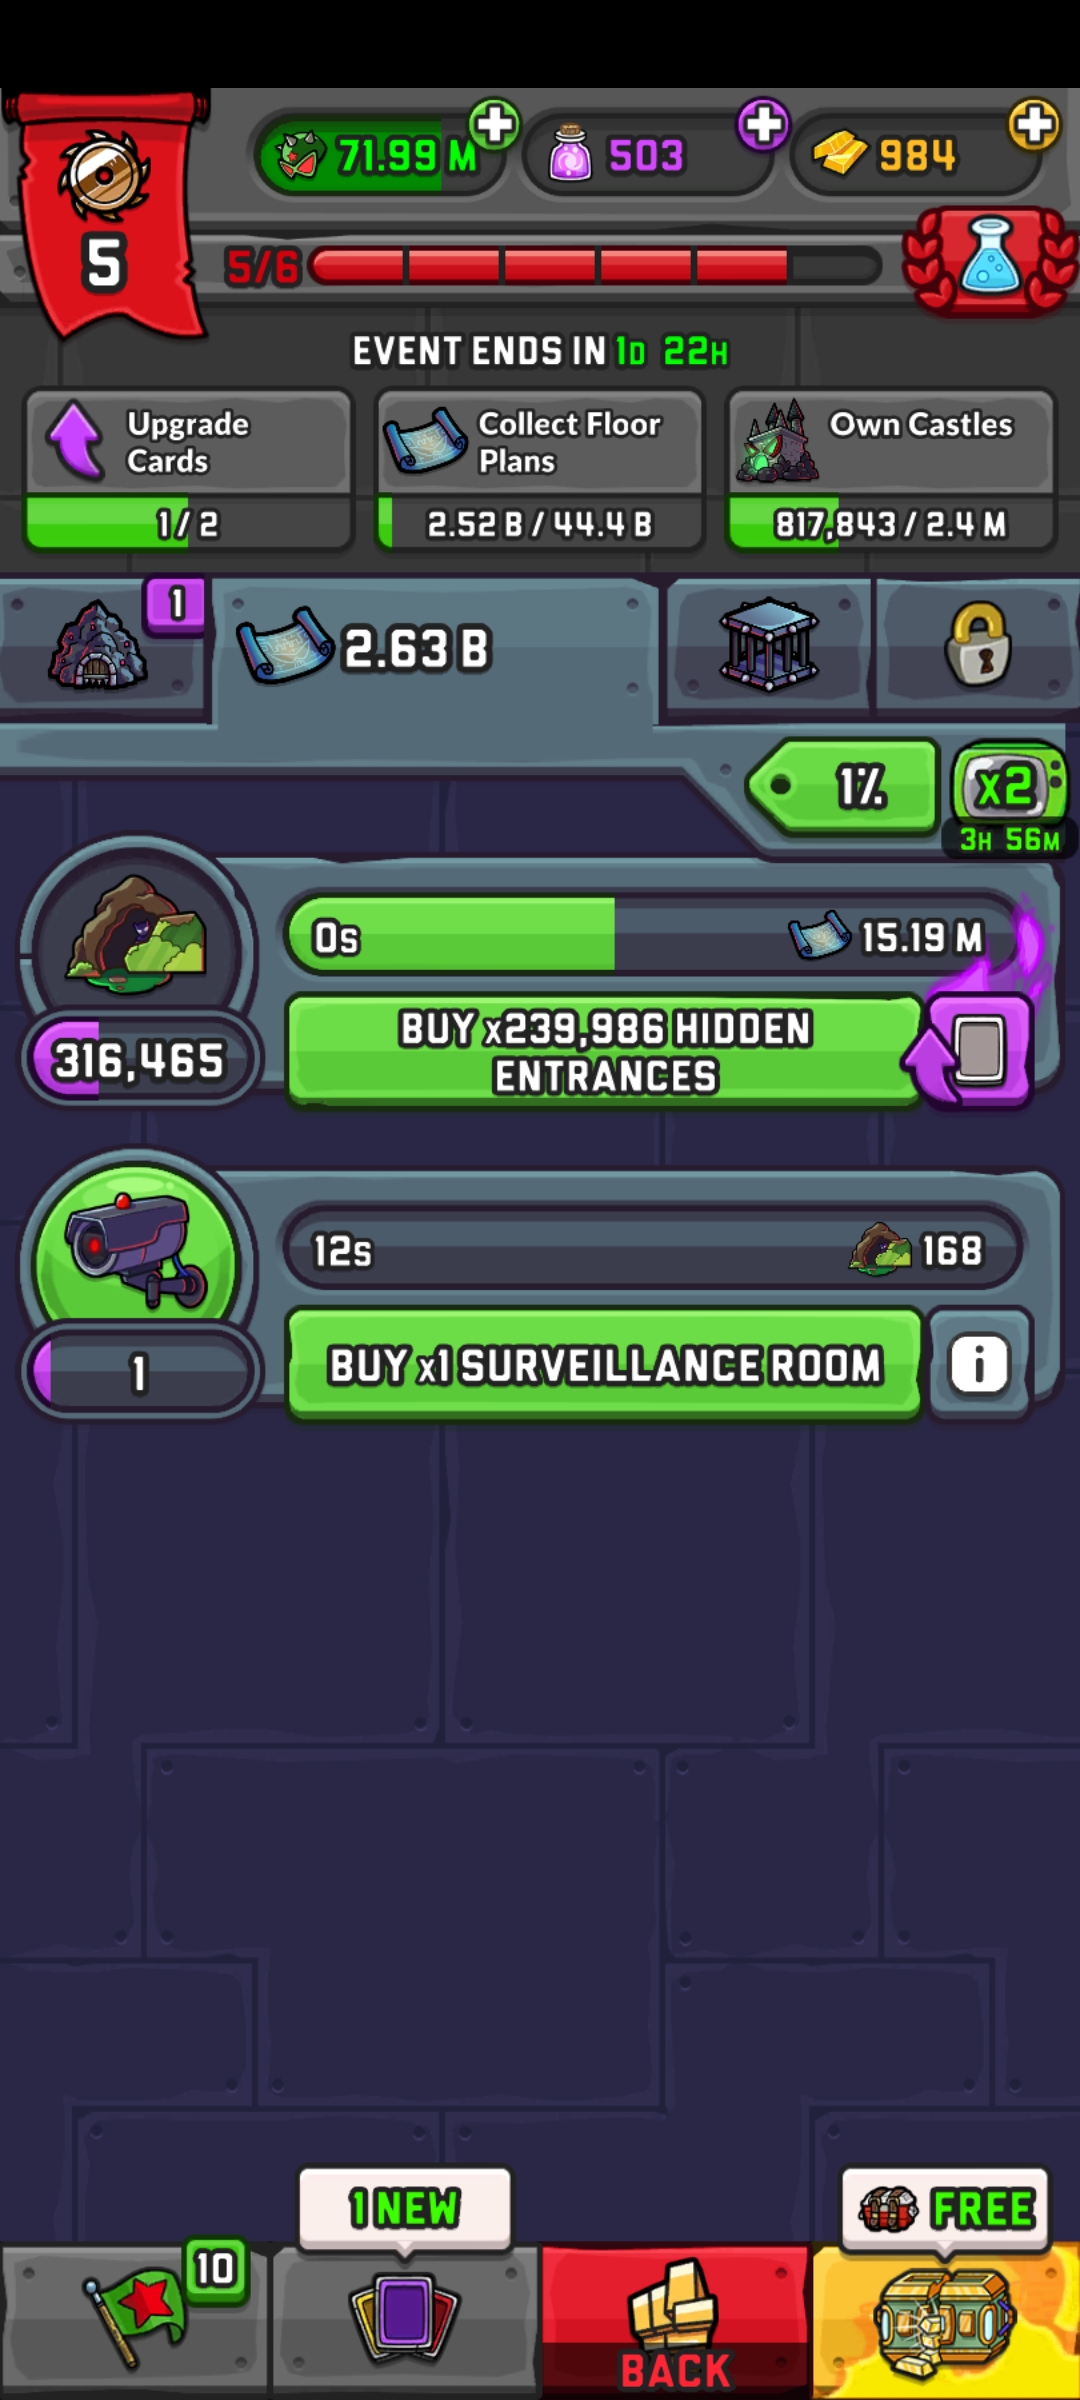 71.99 M
503
984
5
5/6
EVENT ENDS IN 1D 22H
Upgrade
Cards
1/2
Collect Floor
Plans
2.52 B/44.4 B
Own Castles
817,843/2.4 M
1
2.63 B
1%
x2
3H 56M
0s
15.19 M
316,465
BUY x239,986 HIDDEN
ENTRANCES
12s
168
1
BUY x1 SURVEILLANCE ROOM
i
1 NEW
FREE
10
BACK